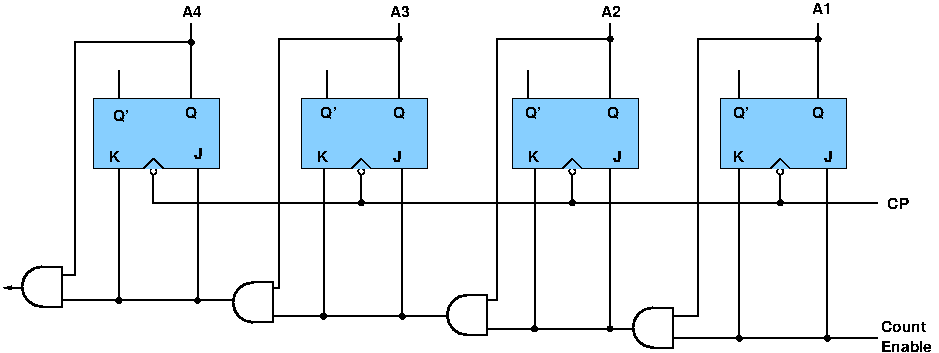 A4 A3 A2 A1
Q' Q Q' Q Q' Q Q' Q
K J K J K J K J
CP
Count
Enable